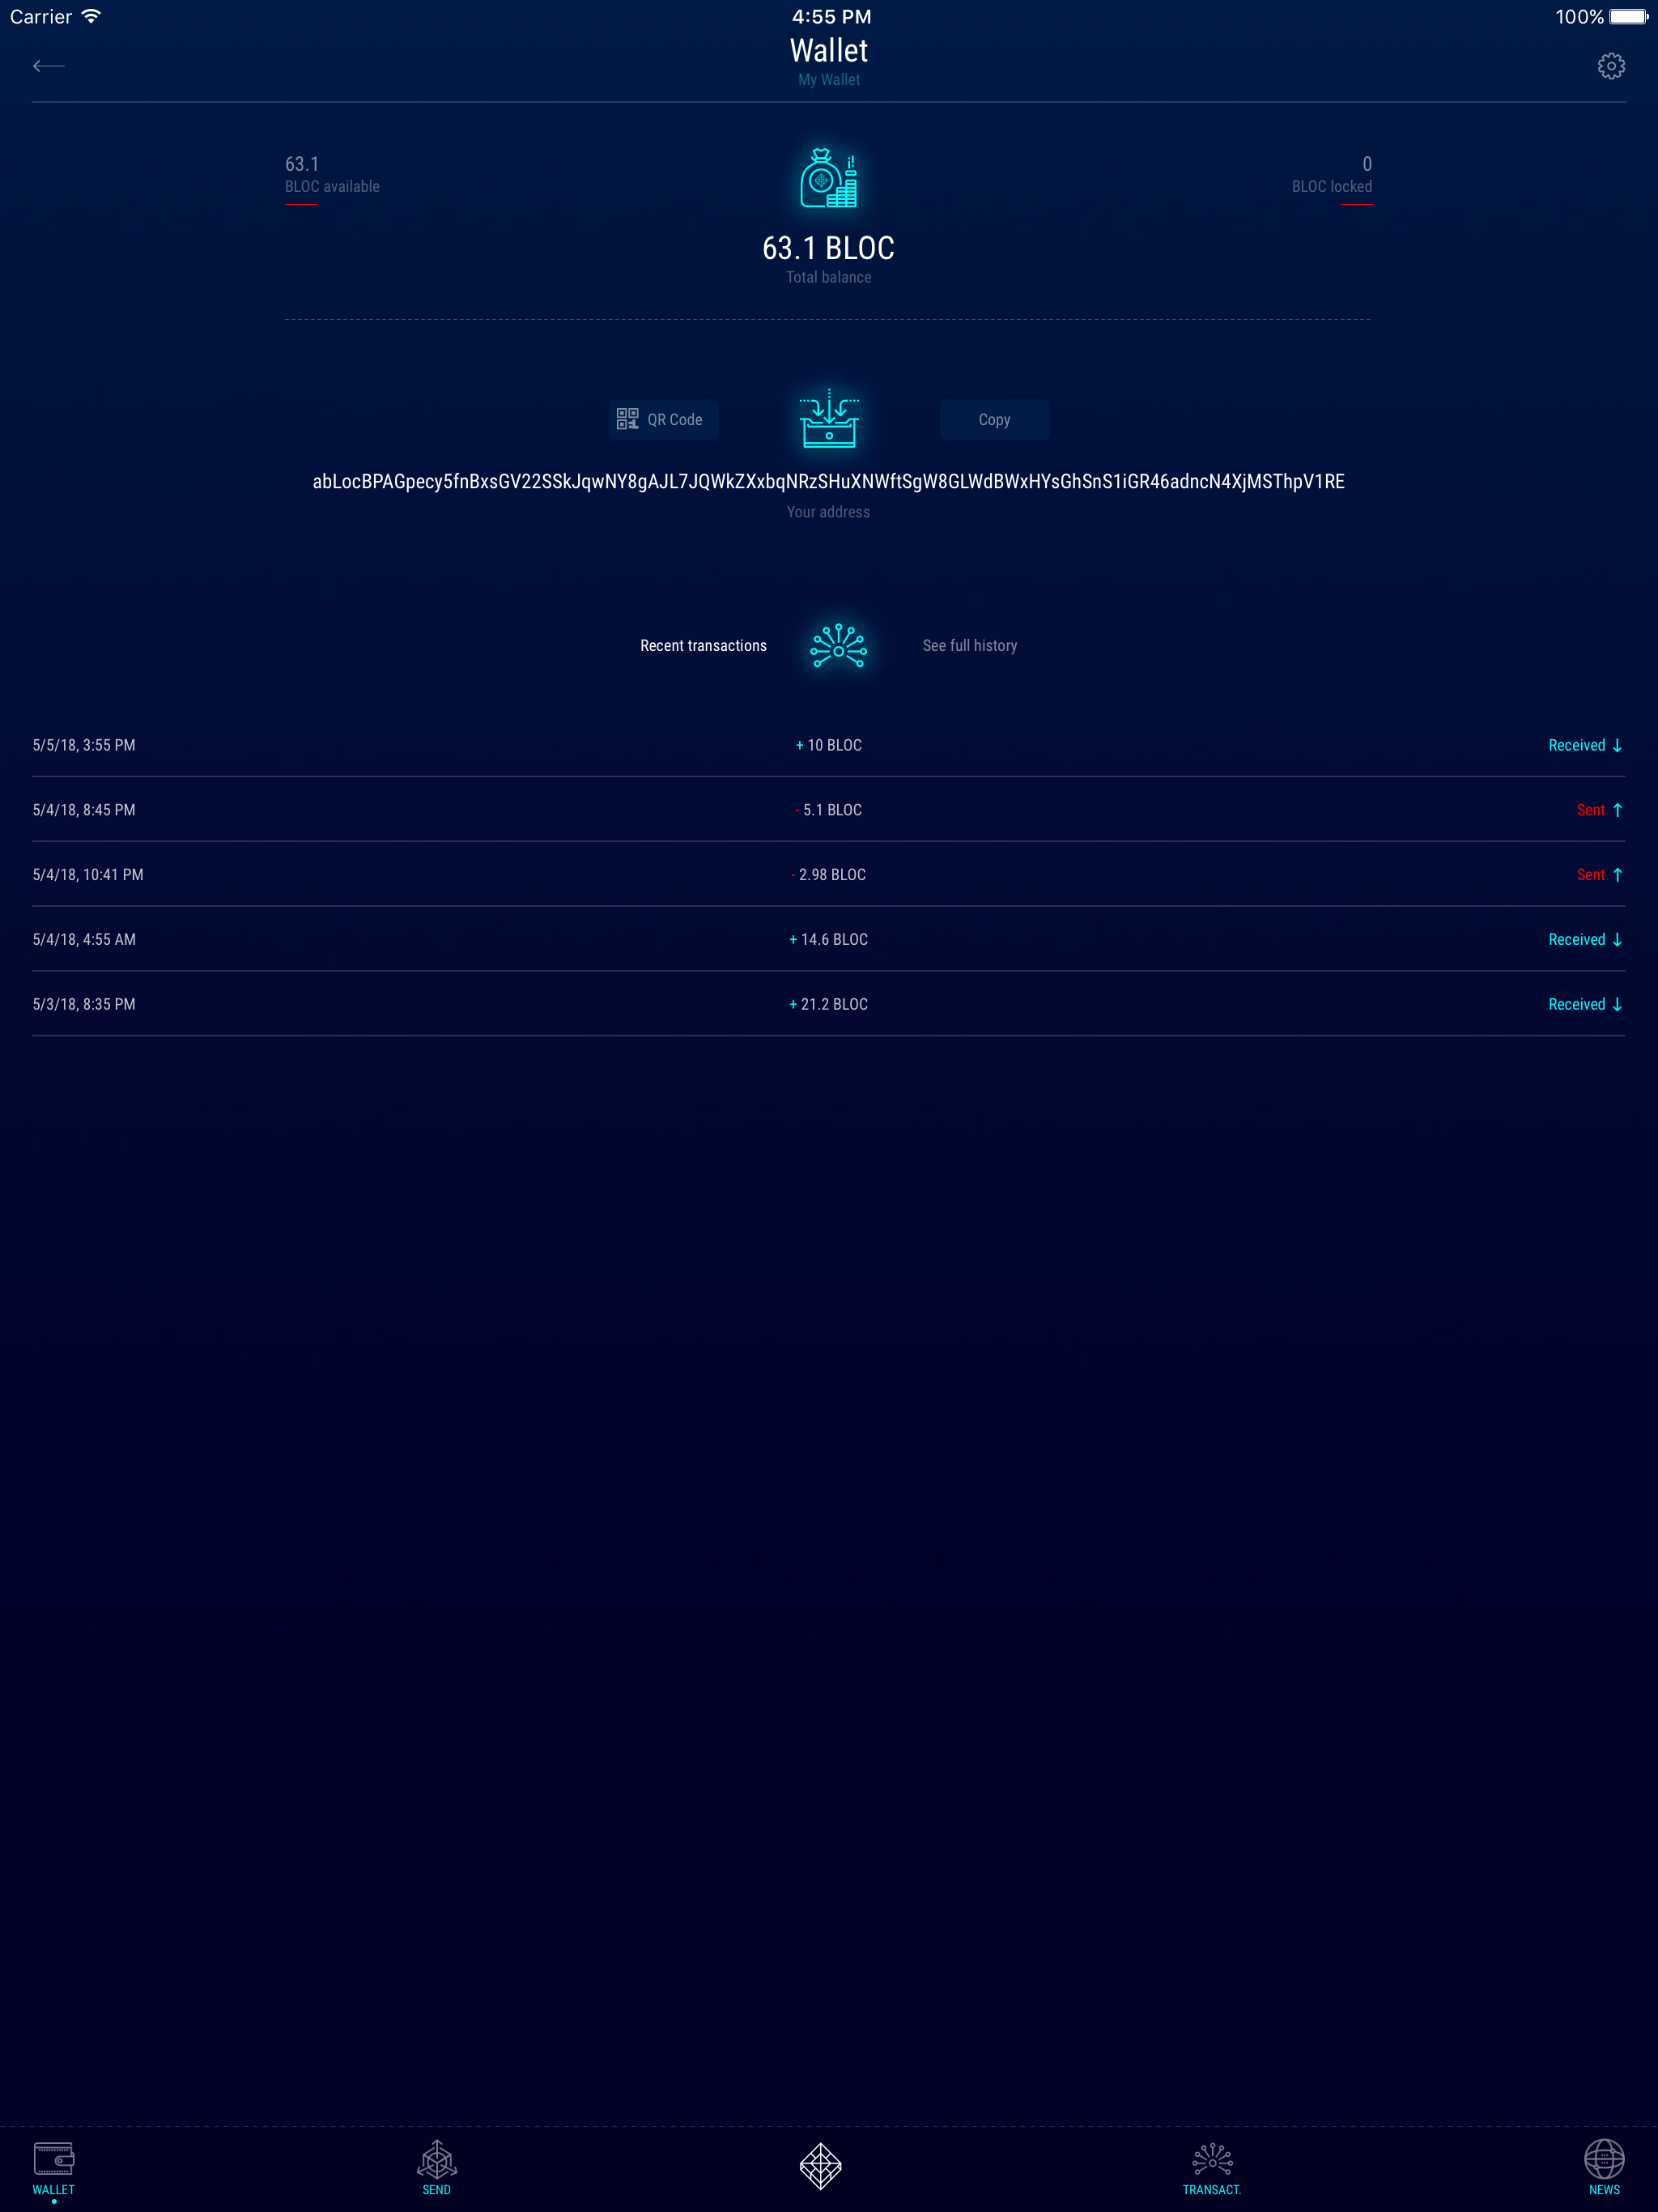 Carrier 4:55 PM 100%
Wallet
My Wallet
63.1 0
BLOC available BLOC locked
63.1 BLOC
Total balance
QR Code Copy
abLocBPAGpecy5fnBxsGV22SSkJqwNY8gAJL7JQWkZXxbqNRzSHuXNWftSgW8GLWdBWxHYsGhSnS1iGR46adncN4XjMSThpV1RE
Your address
Recent transactions See full history
5/5/18, 3:55 PM + 10 BLOC Received ↓
5/4/18, 8:45 PM - 5.1 BLOC Sent ↑
5/4/18, 10:41 PM - 2.98 BLOC Sent ↑
5/4/18, 4:55 AM + 14.6 BLOC Received ↓
5/3/18, 8:35 PM + 21.2 BLOC Received ↓
WALLET SEND TRANSACT. NEWS